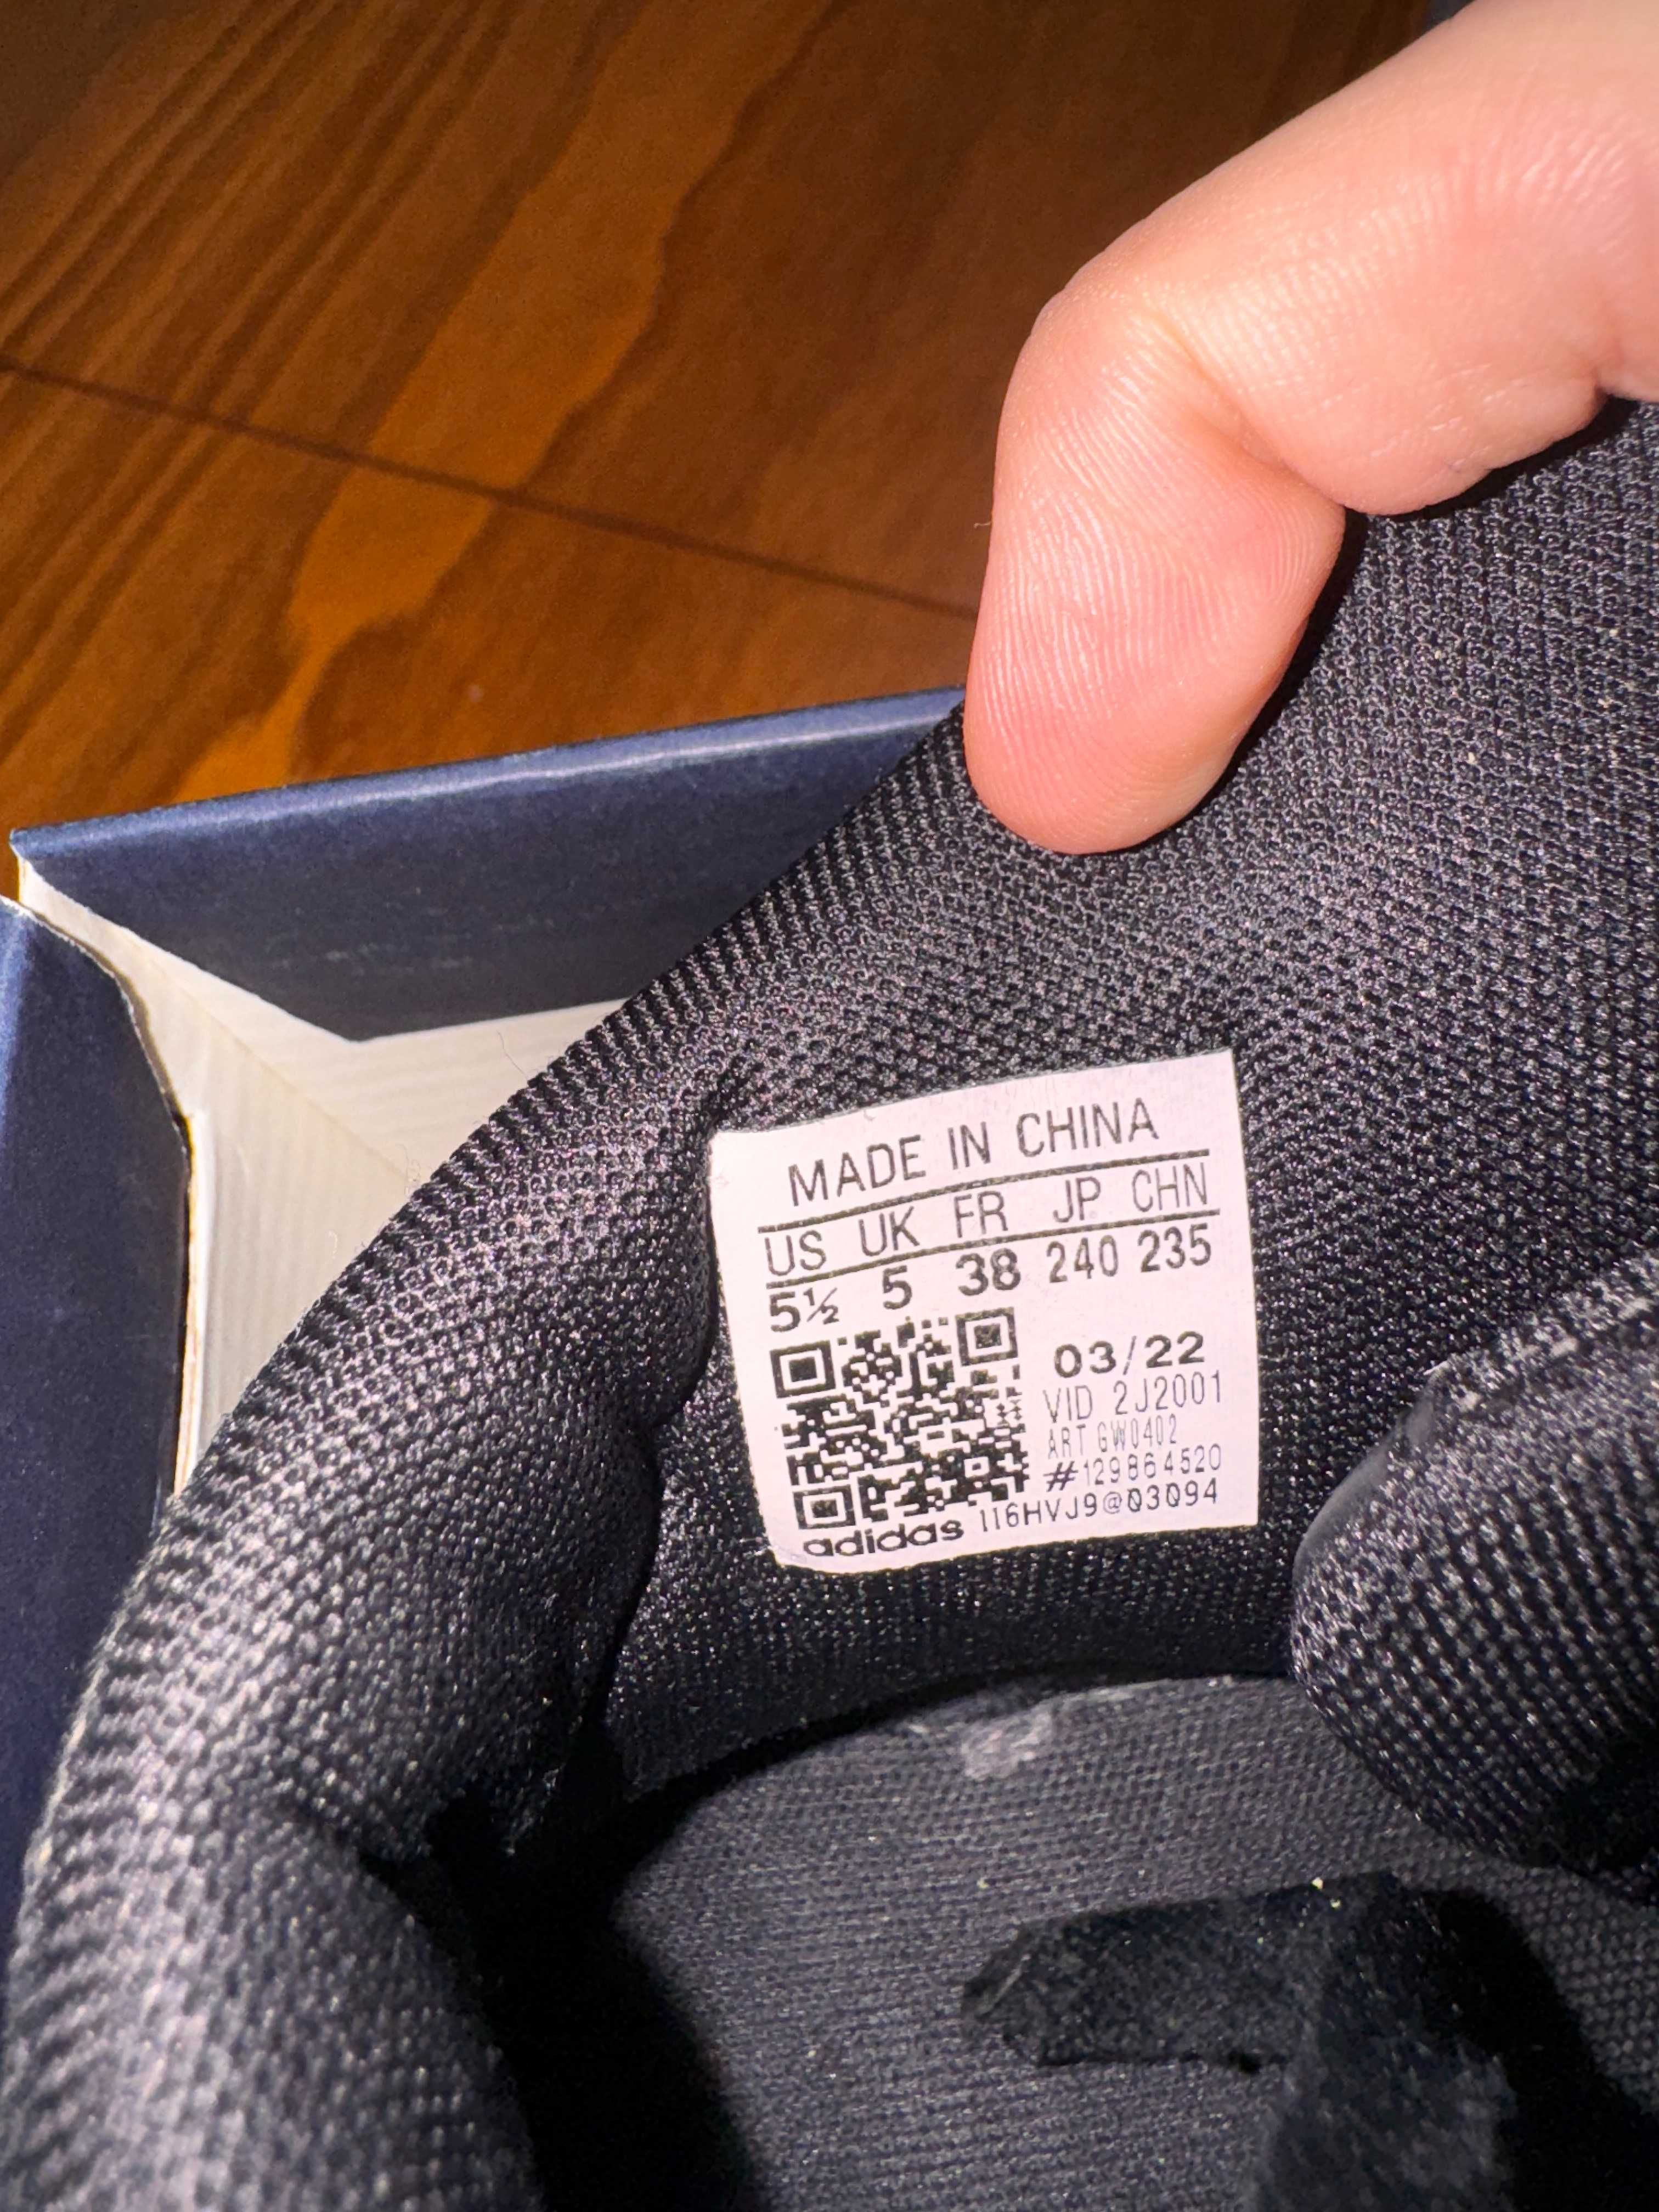 MADE IN CHINA
US UK FR JP CHN
5½ 5 38 240 235
03/22
VID 2J2001
ART GW0402
#129864520
adidas 116HVJ9@03094